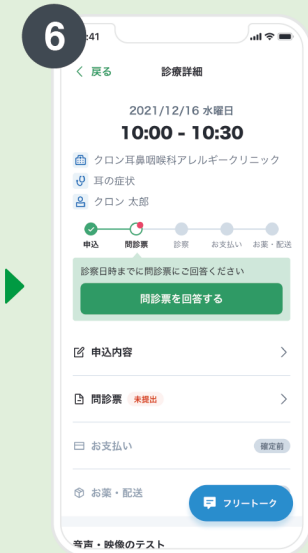 6
:41
戻る 診療詳細
2021/12/16 水曜日
10:00 - 10:30
クロン耳鼻咽喉科アレルギークリニック
耳の症状
クロン 太郎
申込 問診票 診察 お支払い お薬・配送
診察日時までに問診票にご回答ください
問診票を回答する
申込内容
問診票 未提出
お支払い 確定前
お薬・配送
フリートーク
音声・映像のテスト